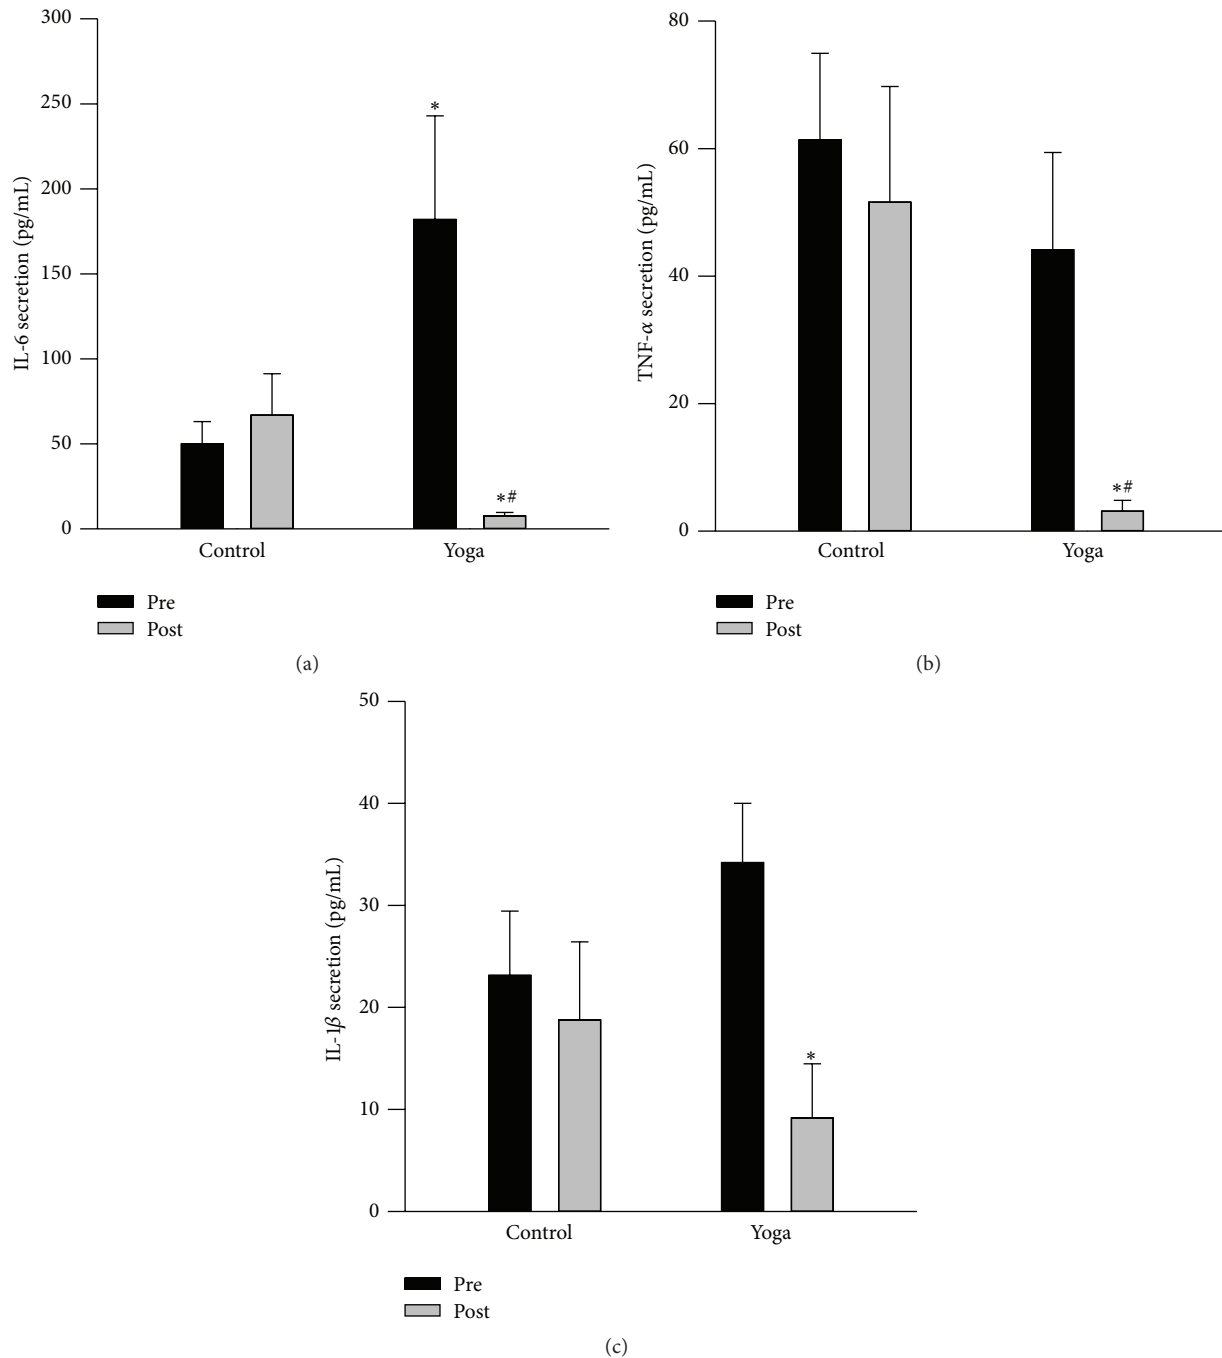 300
250
200
150
100
50
0
IL-6 secretion (pg/mL)
*
*#
Control
Yoga
Pre
Post
(a)
80
60
40
20
0
TNF-α secretion (pg/mL)
*#
Control
Yoga
Pre
Post
(b)
50
40
30
20
10
0
IL-1β secretion (pg/mL)
*
Control
Yoga
Pre
Post
(c)